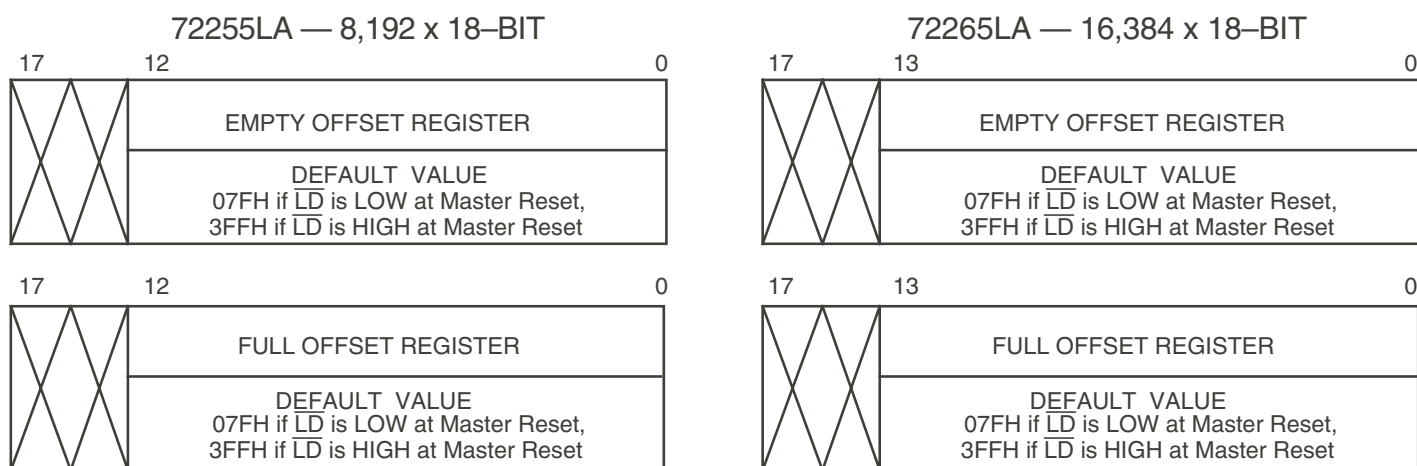 72255LA — 8,192 x 18–BIT
17 12 0
EMPTY OFFSET REGISTER
DEFAULT VALUE
07FH if LD is LOW at Master Reset,
3FFH if LD is HIGH at Master Reset
17 12 0
FULL OFFSET REGISTER
DEFAULT VALUE
07FH if LD is LOW at Master Reset,
3FFH if LD is HIGH at Master Reset
72265LA — 16,384 x 18–BIT
17 13 0
EMPTY OFFSET REGISTER
DEFAULT VALUE
07FH if LD is LOW at Master Reset,
3FFH if LD is HIGH at Master Reset
17 13 0
FULL OFFSET REGISTER
DEFAULT VALUE
07FH if LD is LOW at Master Reset,
3FFH if LD is HIGH at Master Reset